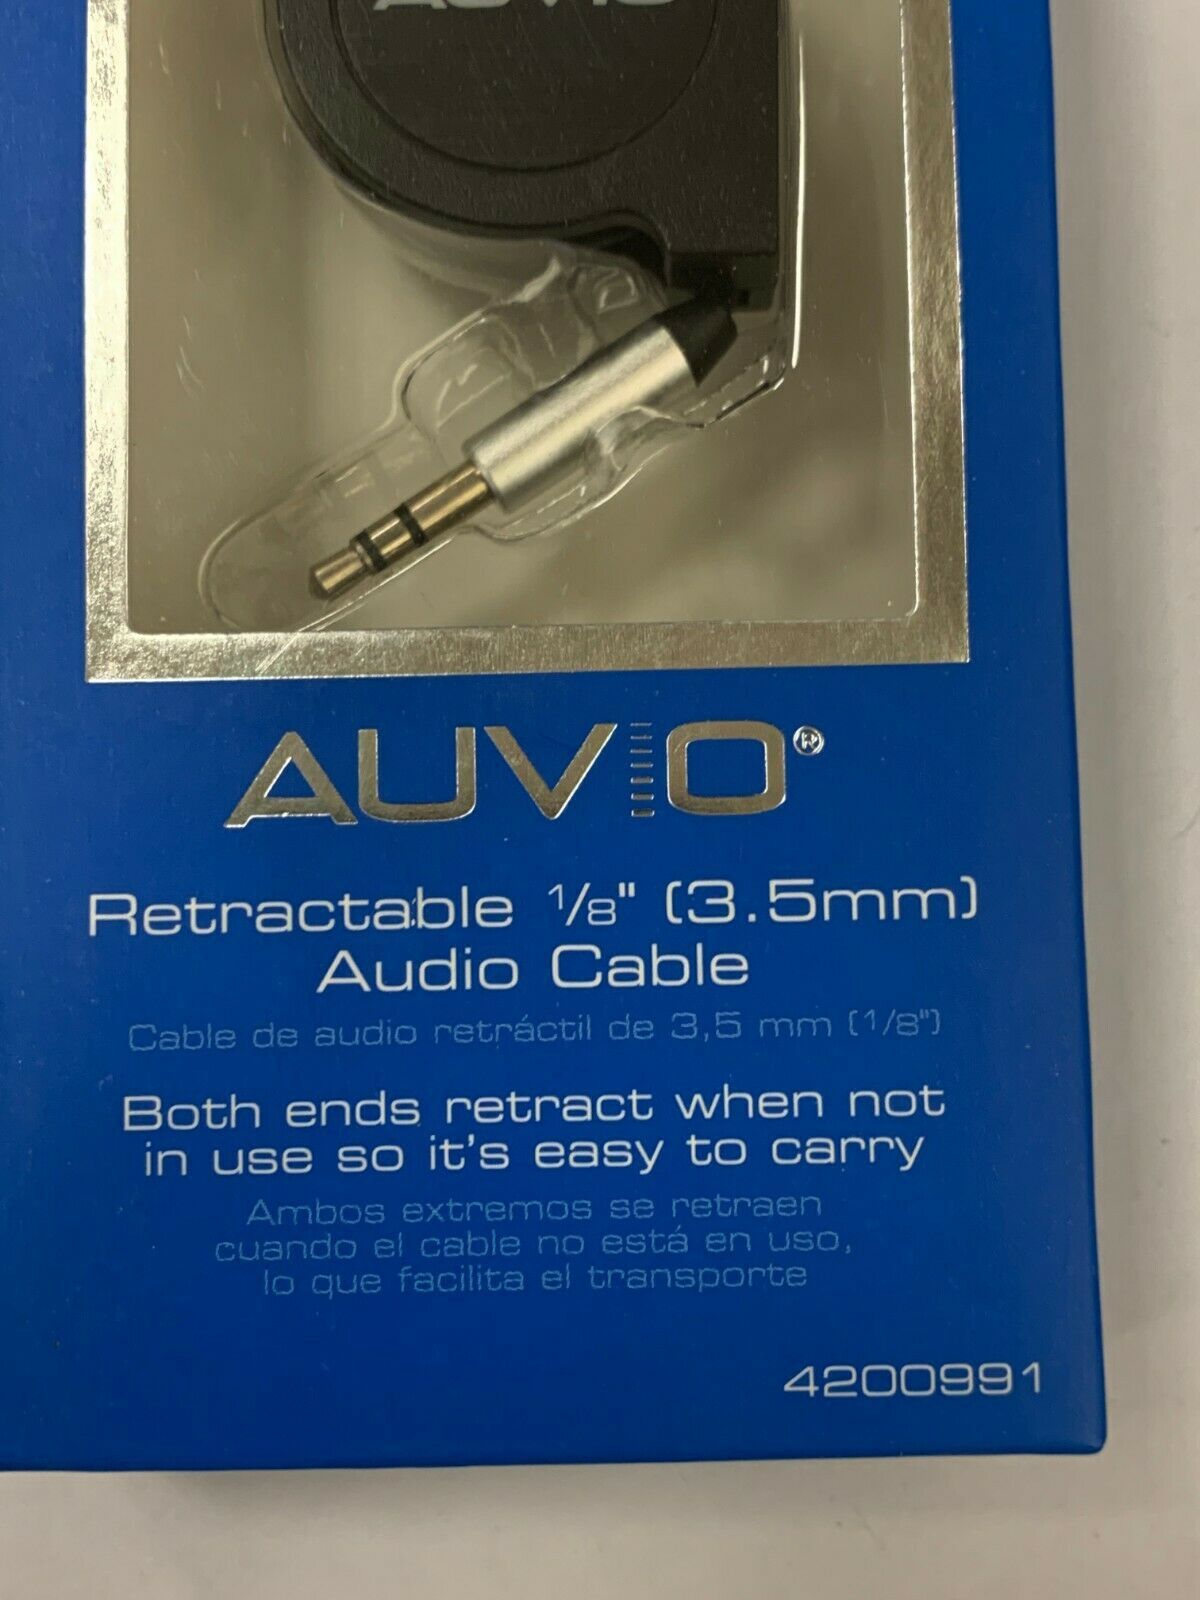 AUVIO
AUVIO®
Retractable 1/8" (3.5mm)
Audio Cable
Cable de audio retráctil de 3,5 mm (1/8")
Both ends retract when not
in use so it's easy to carry
Ambos extremos se retraen
cuando el cable no está en uso,
lo que facilita el transporte
4200991